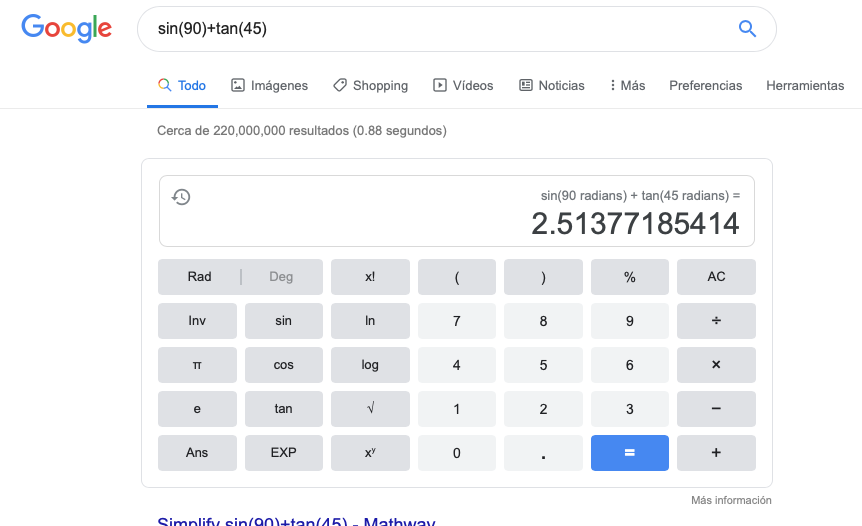 Google
sin(90)+tan(45)
Todo Imágenes Shopping Vídeos Noticias Más Preferencias Herramientas
Cerca de 220,000,000 resultados (0.88 segundos)
sin(90 radians) + tan(45 radians) =
2.51377185414
Rad | Deg x! ( ) % AC
Inv sin ln 7 8 9 ÷
π cos log 4 5 6 ×
e tan √ 1 2 3 −
Ans EXP xʸ 0 . = +
Más información
Simplify sin(90)+tan(45) - Mathway